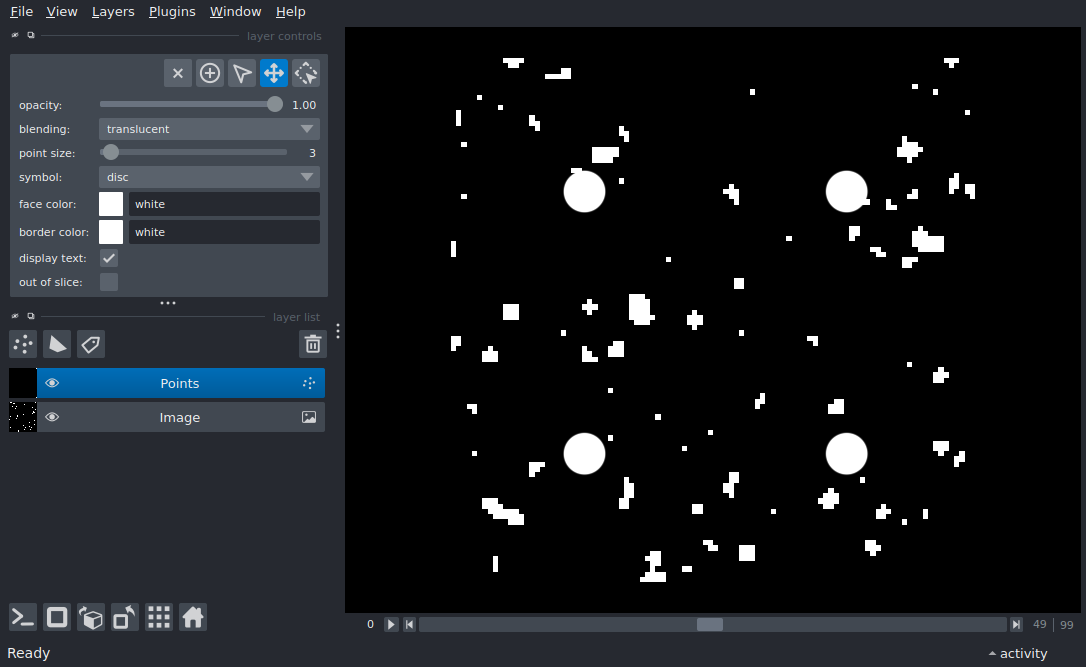 File View Layers Plugins Window Help
layer controls
opacity: 1.00
blending: translucent
point size: 3
symbol: disc
face color: white
border color: white
display text:
out of slice:
layer list
Points
Image
0 49 99
Ready activity